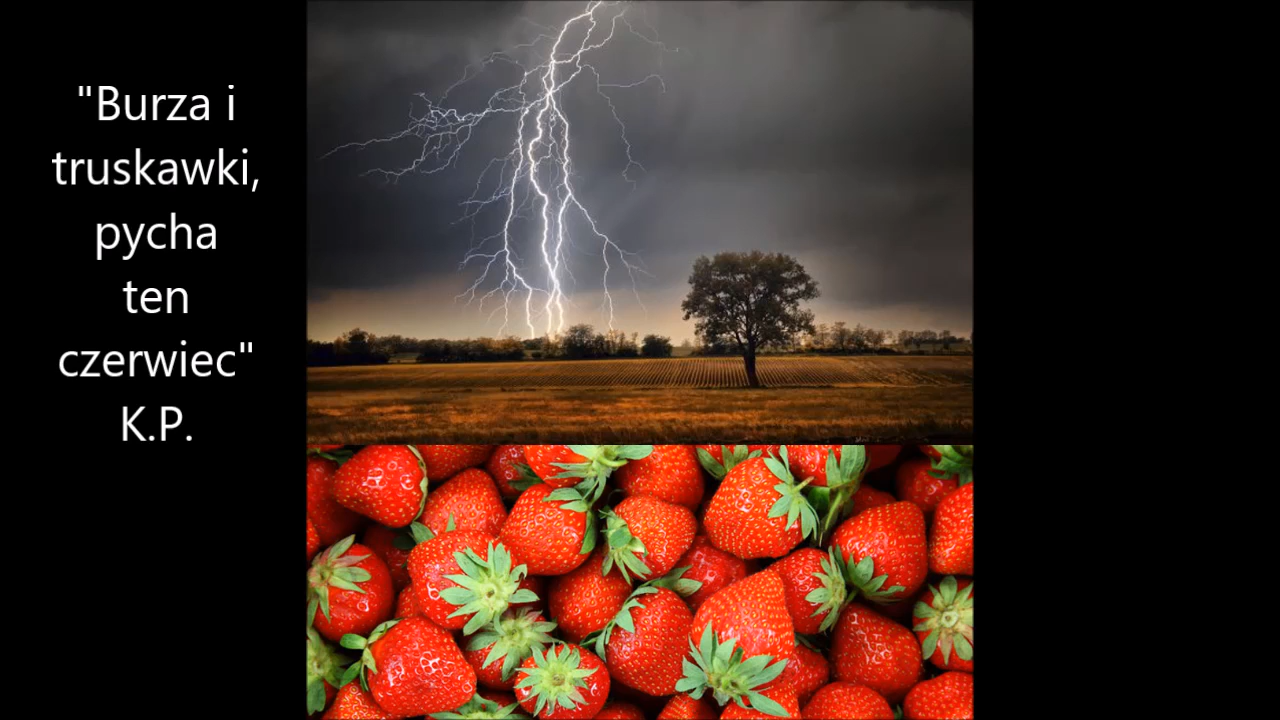 "Burza i
truskawki,
pycha
ten
czerwiec"
K.P.